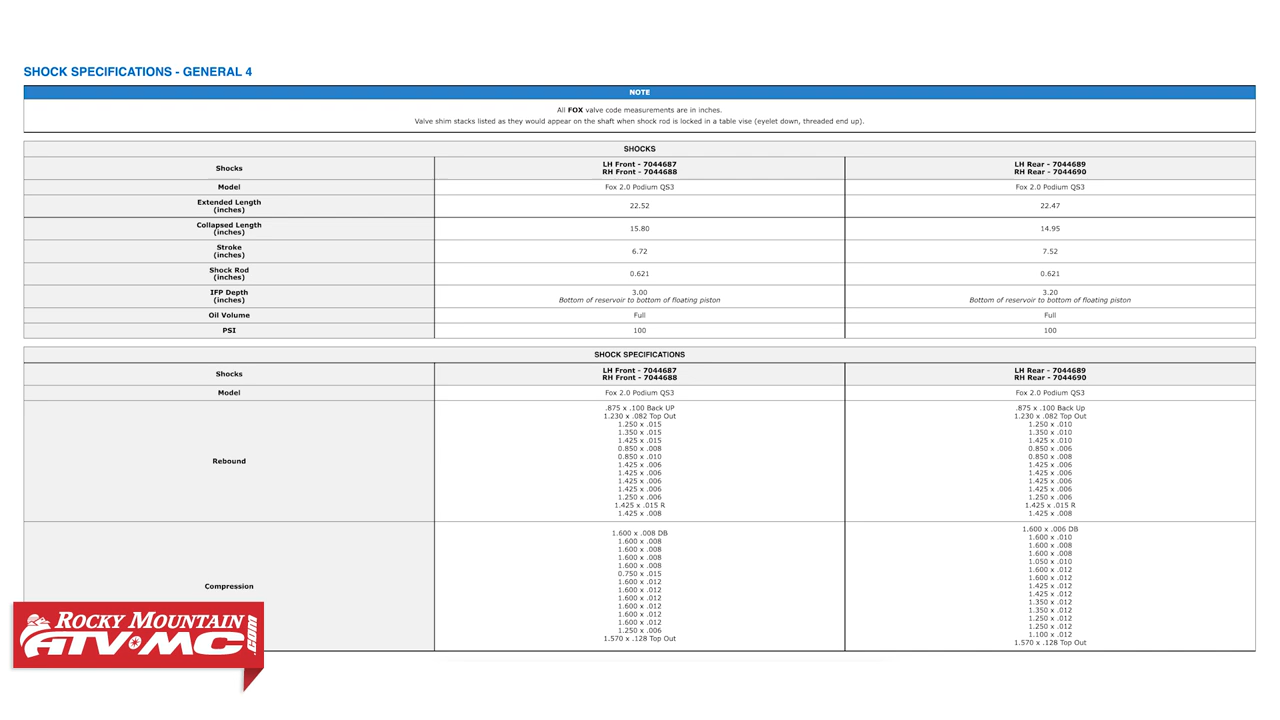 SHOCK SPECIFICATIONS - GENERAL 4
NOTE
All FOX valve code measurements are in inches.
Valve shim stacks listed as they would appear on the shaft when shock rod is locked in a table vise (eyelet down, threaded end up).
SHOCKS
Shocks
LH Front - 7044687
RH Front - 7044688
LH Rear - 7044689
RH Rear - 7044690
Model
Fox 2.0 Podium QS3
Fox 2.0 Podium QS3
Extended Length
(inches)
22.52
22.47
Collapsed Length
(inches)
15.80
14.95
Stroke
(inches)
6.72
7.52
Shock Rod
(inches)
0.621
0.621
IFP Depth
(inches)
3.00
Bottom of reservoir to bottom of floating piston
3.20
Bottom of reservoir to bottom of floating piston
Oil Volume
Full
Full
PSI
100
100
SHOCK SPECIFICATIONS
Shocks
LH Front - 7044687
RH Front - 7044688
LH Rear - 7044689
RH Rear - 7044690
Model
Fox 2.0 Podium QS3
Fox 2.0 Podium QS3
Rebound
.875 x .100 Back UP
1.230 x .082 Top Out
1.250 x .015
1.350 x .015
1.425 x .015
0.850 x .008
0.850 x .010
1.425 x .006
1.425 x .006
1.425 x .006
1.425 x .006
1.250 x .006
1.425 x .015 R
1.425 x .008
.875 x .100 Back Up
1.230 x .082 Top Out
1.250 x .010
1.350 x .010
1.425 x .010
0.850 x .006
0.850 x .008
1.425 x .006
1.425 x .006
1.425 x .006
1.425 x .006
1.250 x .006
1.425 x .015 R
1.425 x .008
Compression
1.600 x .008 DB
1.600 x .008
1.600 x .008
1.600 x .008
1.600 x .008
0.750 x .015
1.600 x .012
1.600 x .012
1.600 x .012
1.600 x .012
1.600 x .012
1.600 x .012
1.250 x .006
1.570 x .128 Top Out
1.600 x .006 DB
1.600 x .010
1.600 x .008
1.600 x .008
1.050 x .010
1.600 x .012
1.600 x .012
1.425 x .012
1.425 x .012
1.350 x .012
1.350 x .012
1.250 x .012
1.250 x .012
1.100 x .012
1.570 x .128 Top Out
ROCKY MOUNTAIN
ATV MC .com